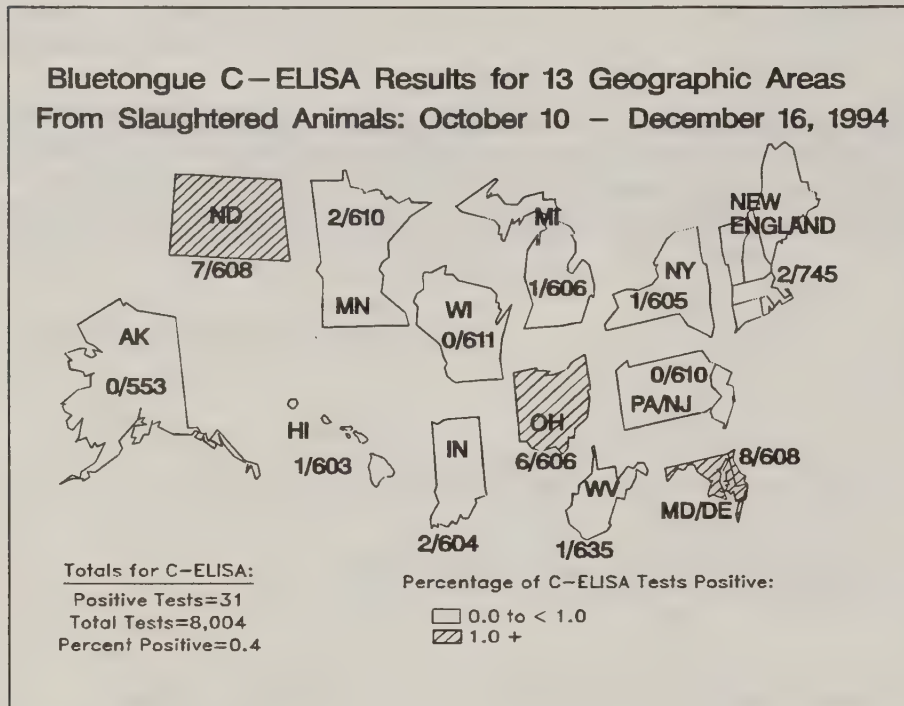 Bluetongue C-ELISA Results for 13 Geographic Areas
From Slaughtered Animals: October 10 - December 16, 1994
ND
7/608
2/610
MN
MI
1/606
WI
0/611
NY
1/605
NEW
ENGLAND
2/745
AK
0/553
HI
1/603
IN
2/604
OH
6/606
0/610
PA/NJ
WV
1/635
8/608
MD/DE
Totals for C-ELISA:
Positive Tests=31
Total Tests=8,004
Percent Positive=0.4
Percentage of C-ELISA Tests Positive:
0.0 to < 1.0
1.0 +